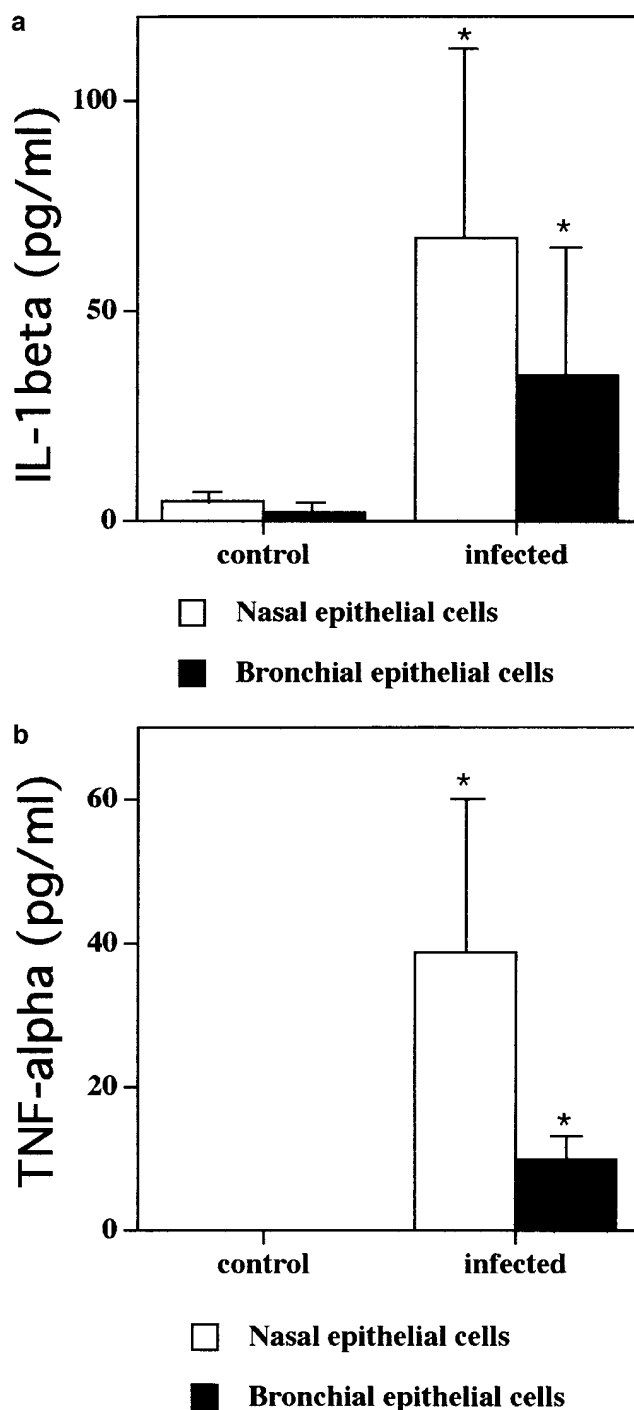 a
IL-1beta (pg/ml)
100
50
0
*
*
control infected
Nasal epithelial cells
Bronchial epithelial cells
b
TNF-alpha (pg/ml)
60
40
20
0
*
*
control infected
Nasal epithelial cells
Bronchial epithelial cells